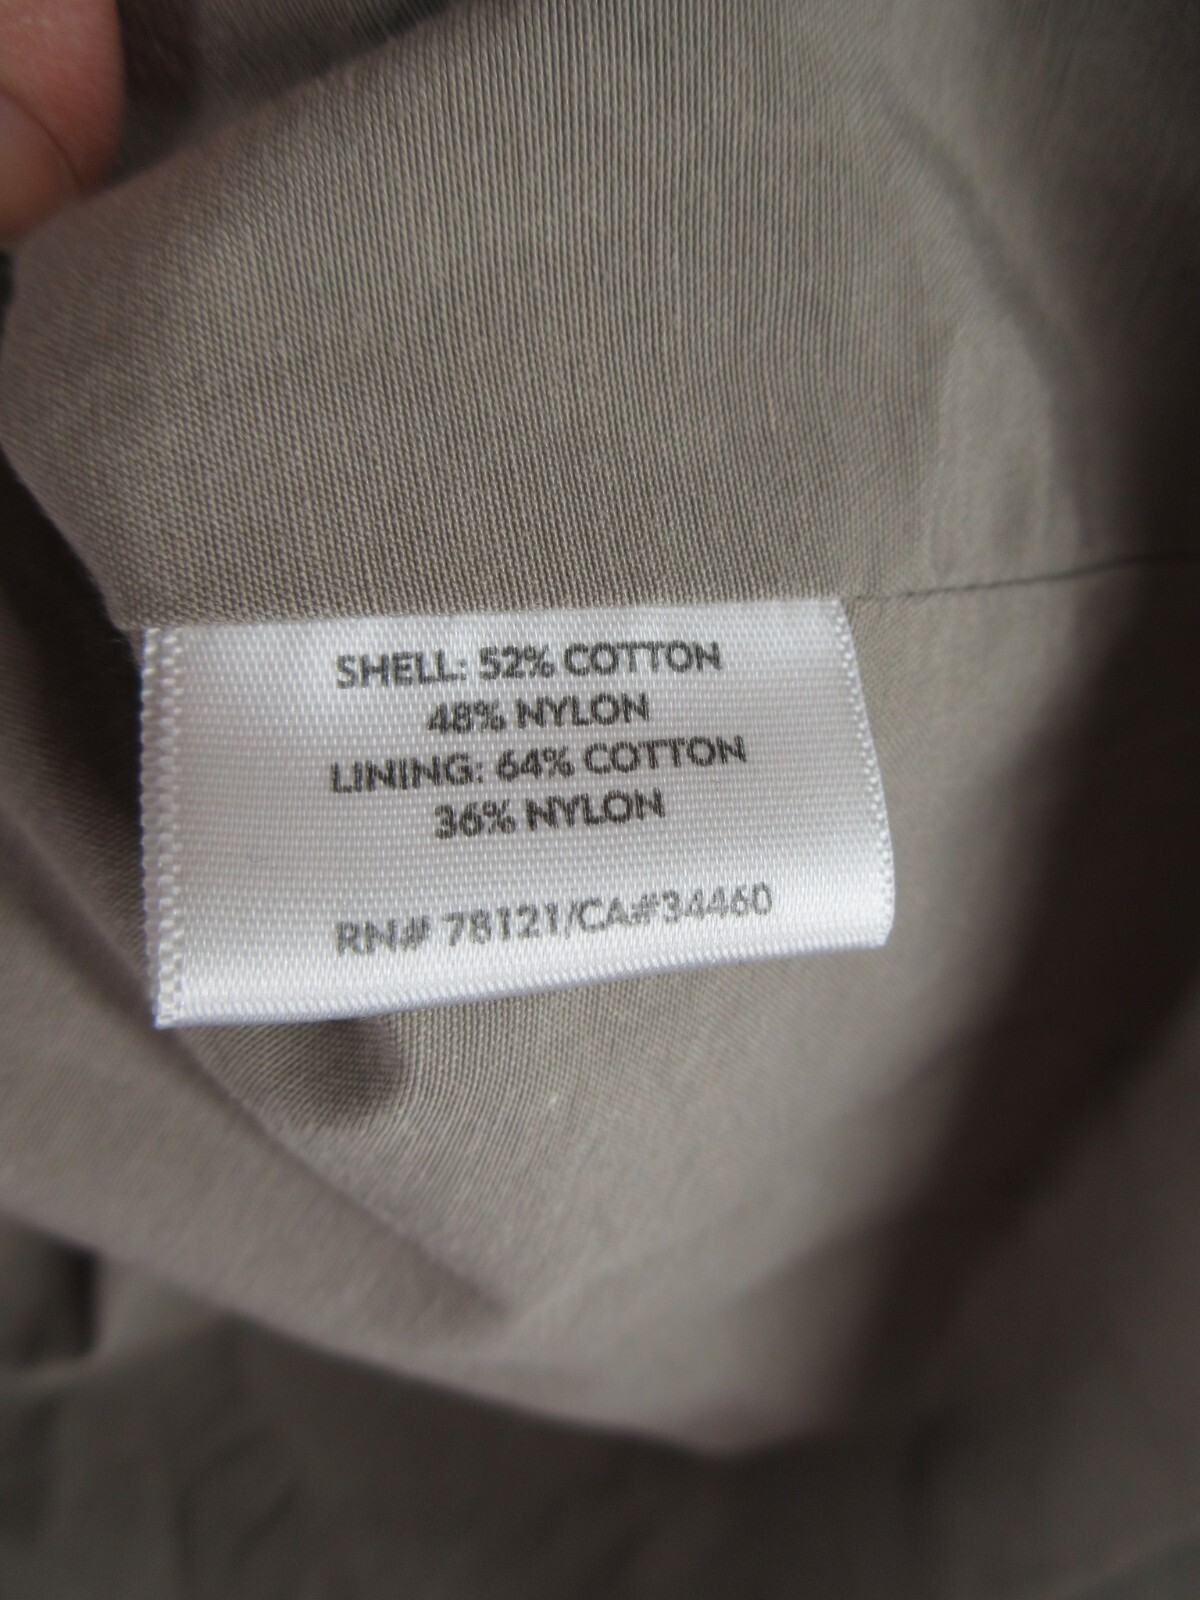 SHELL: 52% COTTON
48% NYLON
LINING: 64% COTTON
36% NYLON
RN# 78121/CA#34460